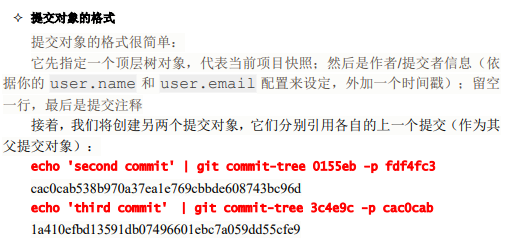 ✧ 提交对象的格式
提交对象的格式很简单：
它先指定一个顶层树对象，代表当前项目快照；然后是作者/提交者信息（依
据你的 user.name 和 user.email 配置来设定，外加一个时间戳）；留空
一行，最后是提交注释
接着，我们将创建另两个提交对象，它们分别引用各自的上一个提交（作为其
父提交对象）：
echo 'second commit' | git commit-tree 0155eb -p fdf4fc3
cac0cab538b970a37ea1e769cbbde608743bc96d
echo 'third commit' | git commit-tree 3c4e9c -p cac0cab
1a410efbd13591db07496601ebc7a059dd55cfe9